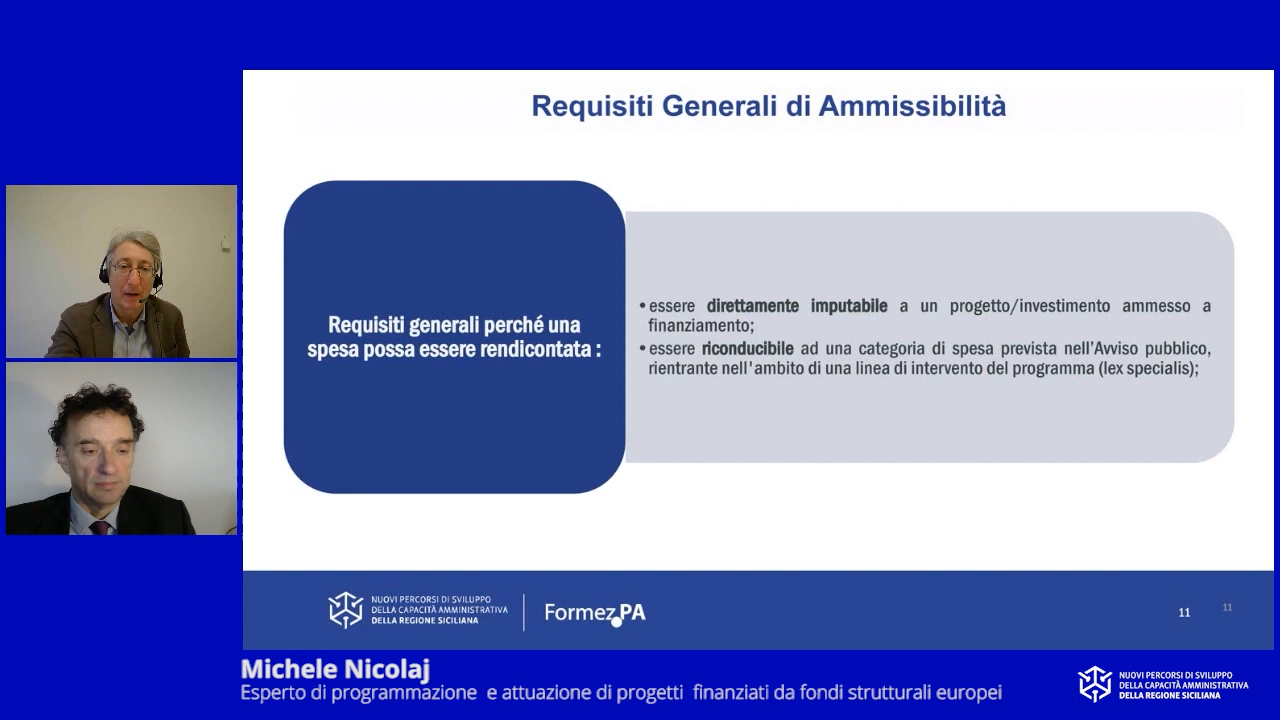 Requisiti Generali di Ammissibilità
Requisiti generali perché una
spesa possa essere rendicontata :
• essere direttamente imputabile a un progetto/investimento ammesso a
finanziamento;
• essere riconducibile ad una categoria di spesa prevista nell’Avviso pubblico,
rientrante nell'ambito di una linea di intervento del programma (lex specialis);
NUOVI PERCORSI DI SVILUPPO
DELLA CAPACITÀ AMMINISTRATIVA
DELLA REGIONE SICILIANA
Formez PA
11
11
Michele Nicolaj
Esperto di programmazione e attuazione di progetti finanziati da fondi strutturali europei
NUOVI PERCORSI DI SVILUPPO
DELLA CAPACITÀ AMMINISTRATIVA
DELLA REGIONE SICILIANA